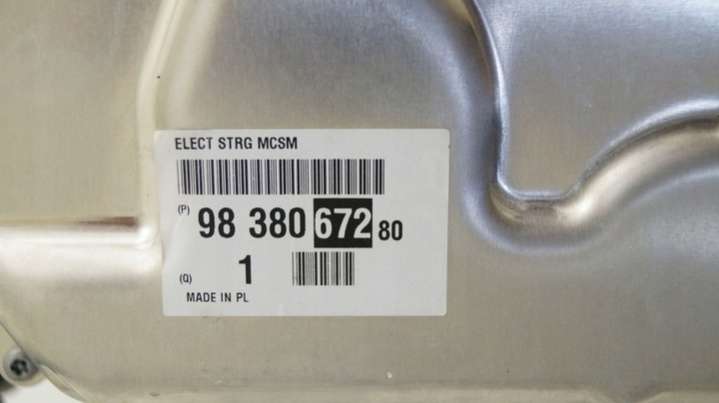 ELECT STRG MCSM
(P) 98 380 672 80
(Q) 1
MADE IN PL